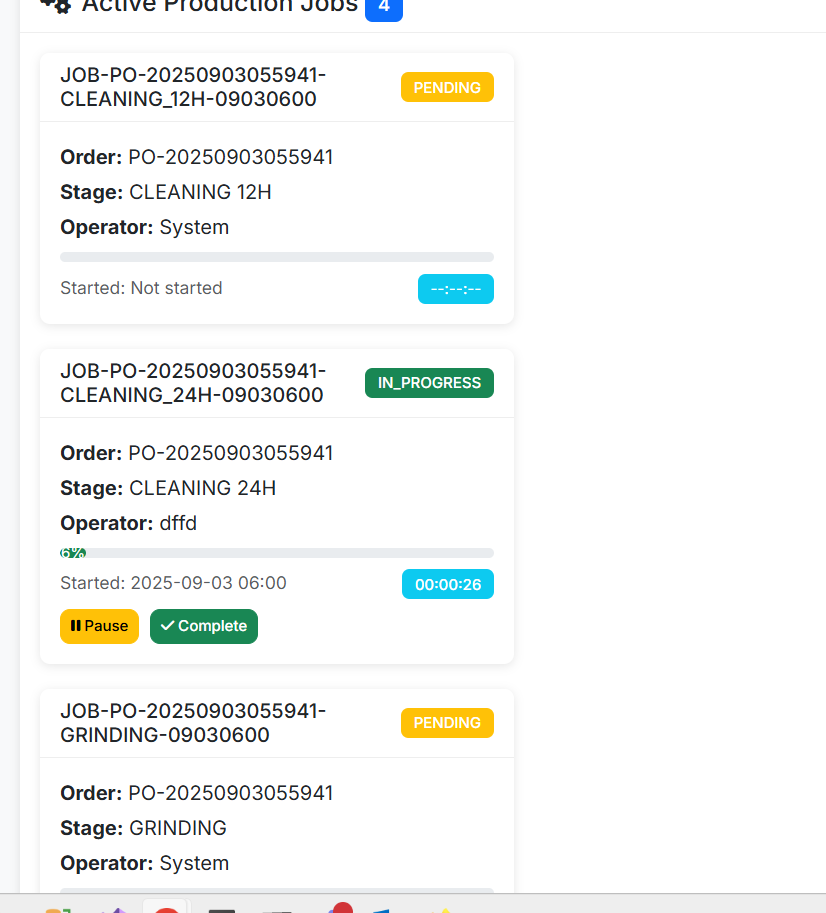 Active Production Jobs 4
JOB-PO-20250903055941-
CLEANING_12H-09030600
PENDING
Order: PO-20250903055941
Stage: CLEANING 12H
Operator: System
Started: Not started
--:--:--
JOB-PO-20250903055941-
CLEANING_24H-09030600
IN_PROGRESS
Order: PO-20250903055941
Stage: CLEANING 24H
Operator: dffd
6%
Started: 2025-09-03 06:00
00:00:26
Pause
Complete
JOB-PO-20250903055941-
GRINDING-09030600
PENDING
Order: PO-20250903055941
Stage: GRINDING
Operator: System